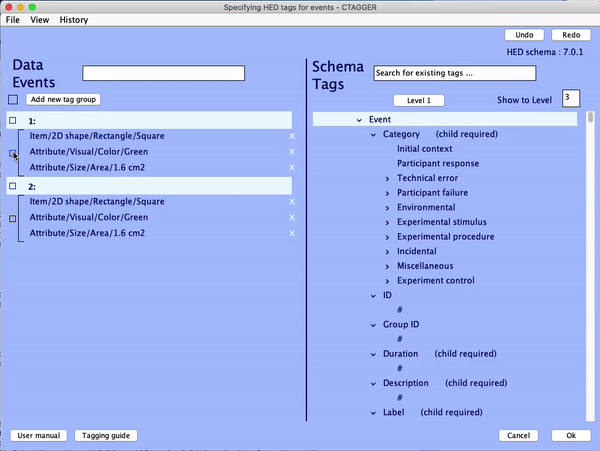 Specifying HED tags for events - CTAGGER
File View History
Undo Redo
HED schema : 7.0.1
Data Events
Schema Tags
Search for existing tags ...
Add new tag group
Level 1 Show to Level 3
1:
Item/2D shape/Rectangle/Square X
Attribute/Visual/Color/Green X
Attribute/Size/Area/1.6 cm2 X
2:
Item/2D shape/Rectangle/Square X
Attribute/Visual/Color/Green X
Attribute/Size/Area/1.6 cm2 X
Event
Category (child required)
Initial context
Participant response
Technical error
Participant failure
Environmental
Experimental stimulus
Experimental procedure
Incidental
Miscellaneous
Experiment control
ID
#
Group ID
#
Duration (child required)
#
Description (child required)
#
Label (child required)
User manual Tagging guide Cancel Ok